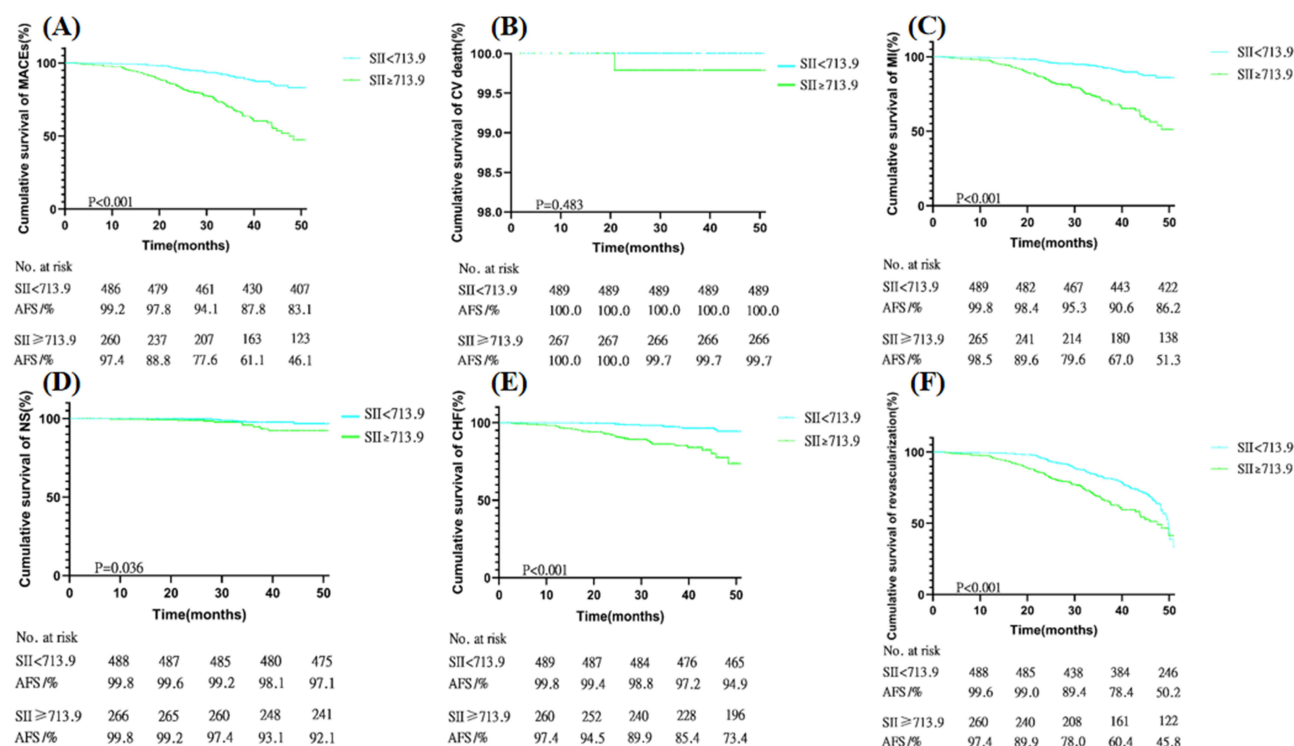 (A)
Cumulative survival of MACEs(%)
100
50
0
SII<713.9
SII≥713.9
P<0.001
0 10 20 30 40 50
Time(months)
No. at risk
SII<713.9 486 479 461 430 407
AFS/% 99.2 97.8 94.1 87.8 83.1
SII≥713.9 260 237 207 163 123
AFS/% 97.4 88.8 77.6 61.1 46.1
(B)
Cumulative survival of CV death(%)
100.0
99.5
99.0
98.5
98.0
SII<713.9
SII≥713.9
P=0.483
0 10 20 30 40 50
Time(months)
No. at risk
SII<713.9 489 489 489 489 489
AFS/% 100.0 100.0 100.0 100.0 100.0
SII≥713.9 267 267 266 266 266
AFS/% 100.0 100.0 99.7 99.7 99.7
(C)
Cumulative survival of MI(%)
100
50
0
SII<713.9
SII≥713.9
P<0.001
0 10 20 30 40 50
Time(months)
No. at risk
SII<713.9 489 482 467 443 422
AFS/% 99.8 98.4 95.3 90.6 86.2
SII≥713.9 265 241 214 180 138
AFS/% 98.5 89.6 79.6 67.0 51.3
(D)
Cumulative survival of NS(%)
100
50
0
SII<713.9
SII≥713.9
P=0.036
0 10 20 30 40 50
Time(months)
No. at risk
SII<713.9 488 487 485 480 475
AFS/% 99.8 99.6 99.2 98.1 97.1
SII≥713.9 266 265 260 248 241
AFS/% 99.8 99.2 97.4 93.1 92.1
(E)
Cumulative survival of CHF(%)
100
50
0
SII<713.9
SII≥713.9
P<0.001
0 10 20 30 40 50
Time(months)
No. at risk
SII<713.9 489 487 484 476 465
AFS/% 99.8 99.4 98.8 97.2 94.9
SII≥713.9 260 252 240 228 196
AFS/% 97.4 94.5 89.9 85.4 73.4
(F)
Cumulative survival of revascularization(%)
100
50
0
SII<713.9
SII≥713.9
P<0.001
0 10 20 30 40 50
Time(months)
No. at risk
SII<713.9 488 485 438 384 246
AFS/% 99.6 99.0 89.4 78.4 50.2
SII≥713.9 260 240 208 161 122
AFS/% 97.4 89.9 78.0 60.4 45.8